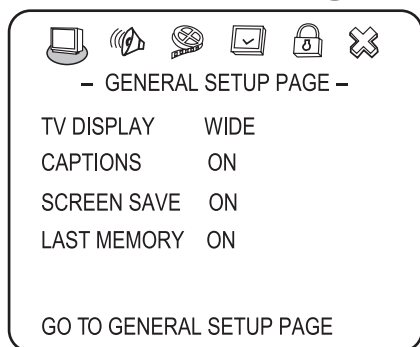 – GENERAL SETUP PAGE –
TV DISPLAY WIDE
CAPTIONS ON
SCREEN SAVE ON
LAST MEMORY ON
GO TO GENERAL SETUP PAGE